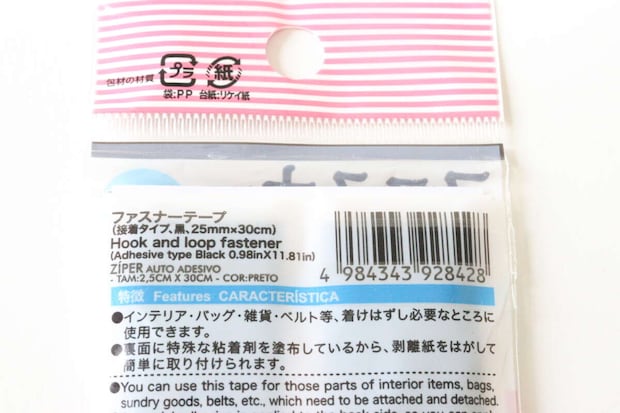 包材の材質
プラ 紙
袋:PP 台紙:リケイ紙
ファスナーテープ
(接着タイプ、黒、25mm×30cm)
Hook and loop fastener
(Adhesive type Black 0.98inX11.81in)
ZÍPER AUTO ADESIVO
- TAM:2,5CM X 30CM - COR:PRETO
4 984343 928428
特徴 Features CARACTERÍSTICA
●インテリア・バッグ・雑貨・ベルト等、着けはずし必要なところに
使用できます。
●裏面に特殊な粘着剤を塗布しているから、剥離紙をはがして
簡単に取り付けられます。
●You can use this tape for those parts of interior items, bags,
sundry goods, belts, etc., which need to be attached and detached.